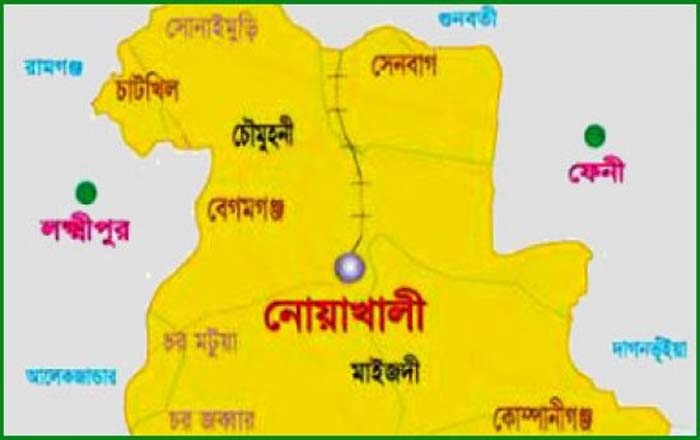 সোনাইমুড়ি
গুনবতী
রামগঞ্জ
সেনবাগ
চাটখিল
চৌমুহনী
ফেনী
বেগমগঞ্জ
লক্ষ্মীপুর
নোয়াখালী
চর মটুয়া
দাগনভূঁইয়া
মাইজদী
আলেকজান্ডার
চর জব্বার
কোম্পানীগঞ্জ